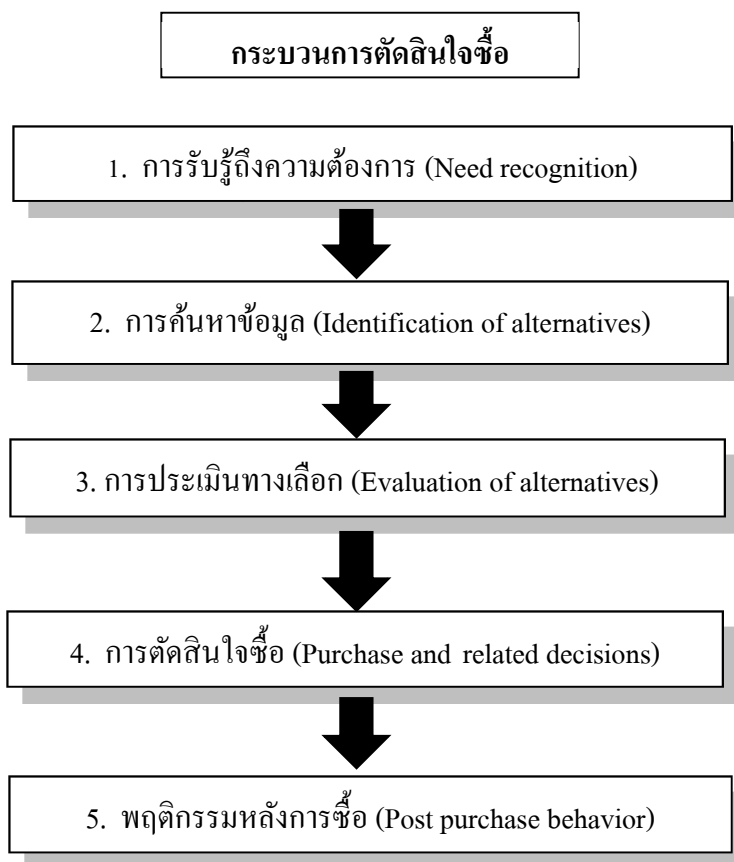 กระบวนการตัดสินใจซื้อ
1. การรับรู้ถึงความต้องการ (Need recognition)
2. การค้นหาข้อมูล (Identification of alternatives)
3. การประเมินทางเลือก (Evaluation of alternatives)
4. การตัดสินใจซื้อ (Purchase and related decisions)
5. พฤติกรรมหลังการซื้อ (Post purchase behavior)